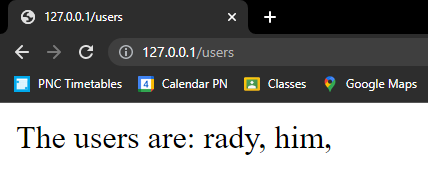 127.0.0.1/users
127.0.0.1/users
PNC Timetables 4 Calendar PN Classes Google Maps
The users are: rady, him,